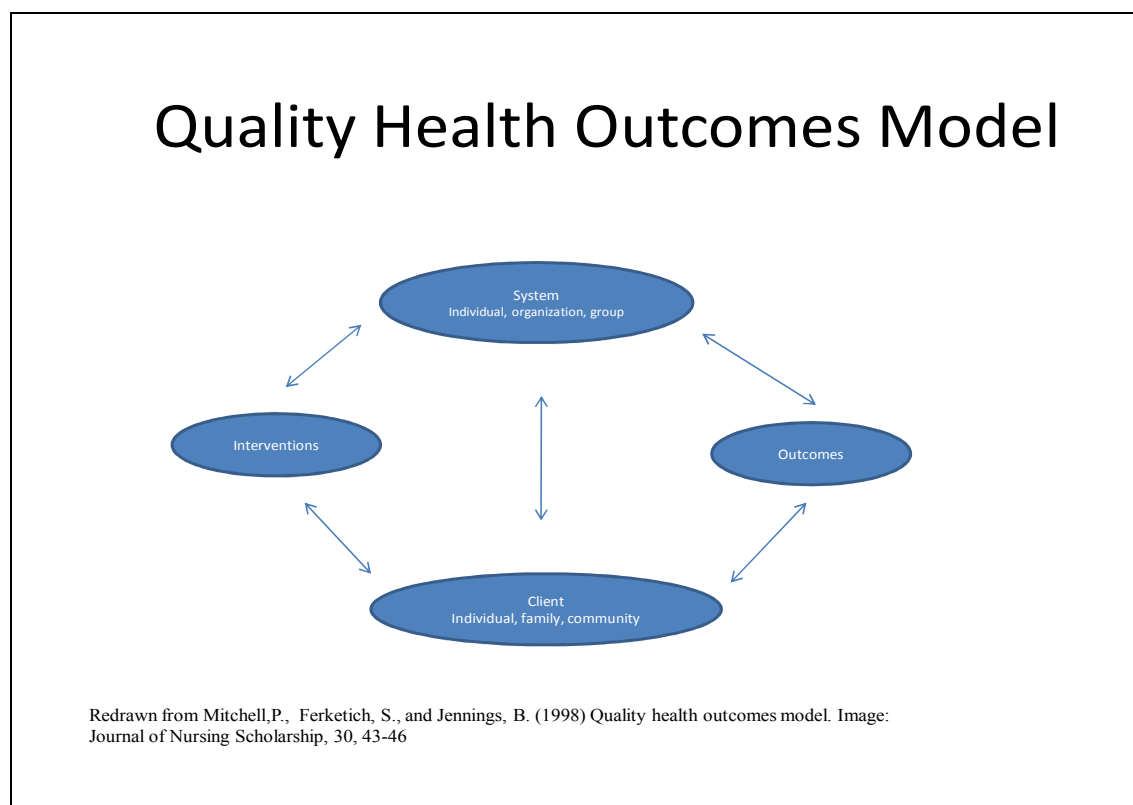 Quality Health Outcomes Model
System
Individual, organization, group
Interventions
Outcomes
Client
Individual, family, community
Redrawn from Mitchell,P., Ferketich, S., and Jennings, B. (1998) Quality health outcomes model. Image:
Journal of Nursing Scholarship, 30, 43-46